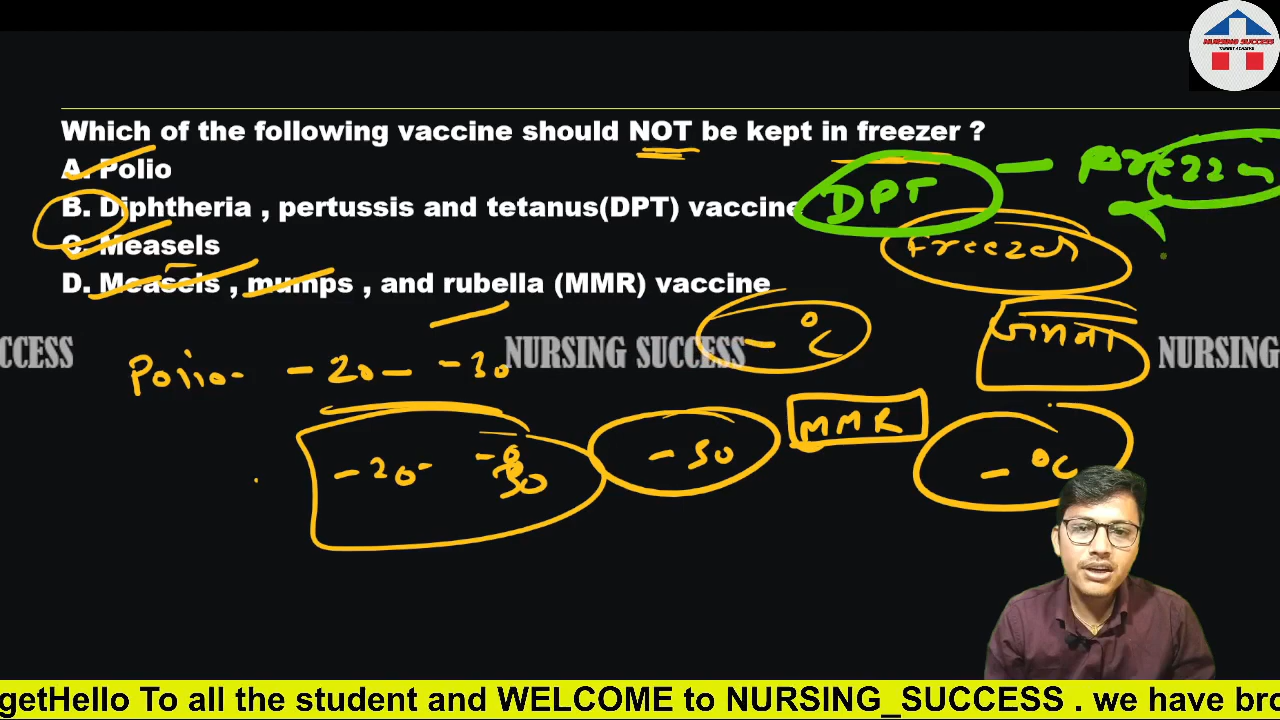 NURSING SUCCESS
Which of the following vaccine should NOT be kept in freezer ?
A. Polio
B. Diphtheria , pertussis and tetanus(DPT) vaccine
C. Measels
D. Measels , mumps , and rubella (MMR) vaccine
DPT
freezer
CCESS
NURSING SUCCESS
NURSING
Polio- -20 - -30
- °C
MMR
-20-
- °C
getHello To all the student and WELCOME to NURSING_SUCCESS . we have bro